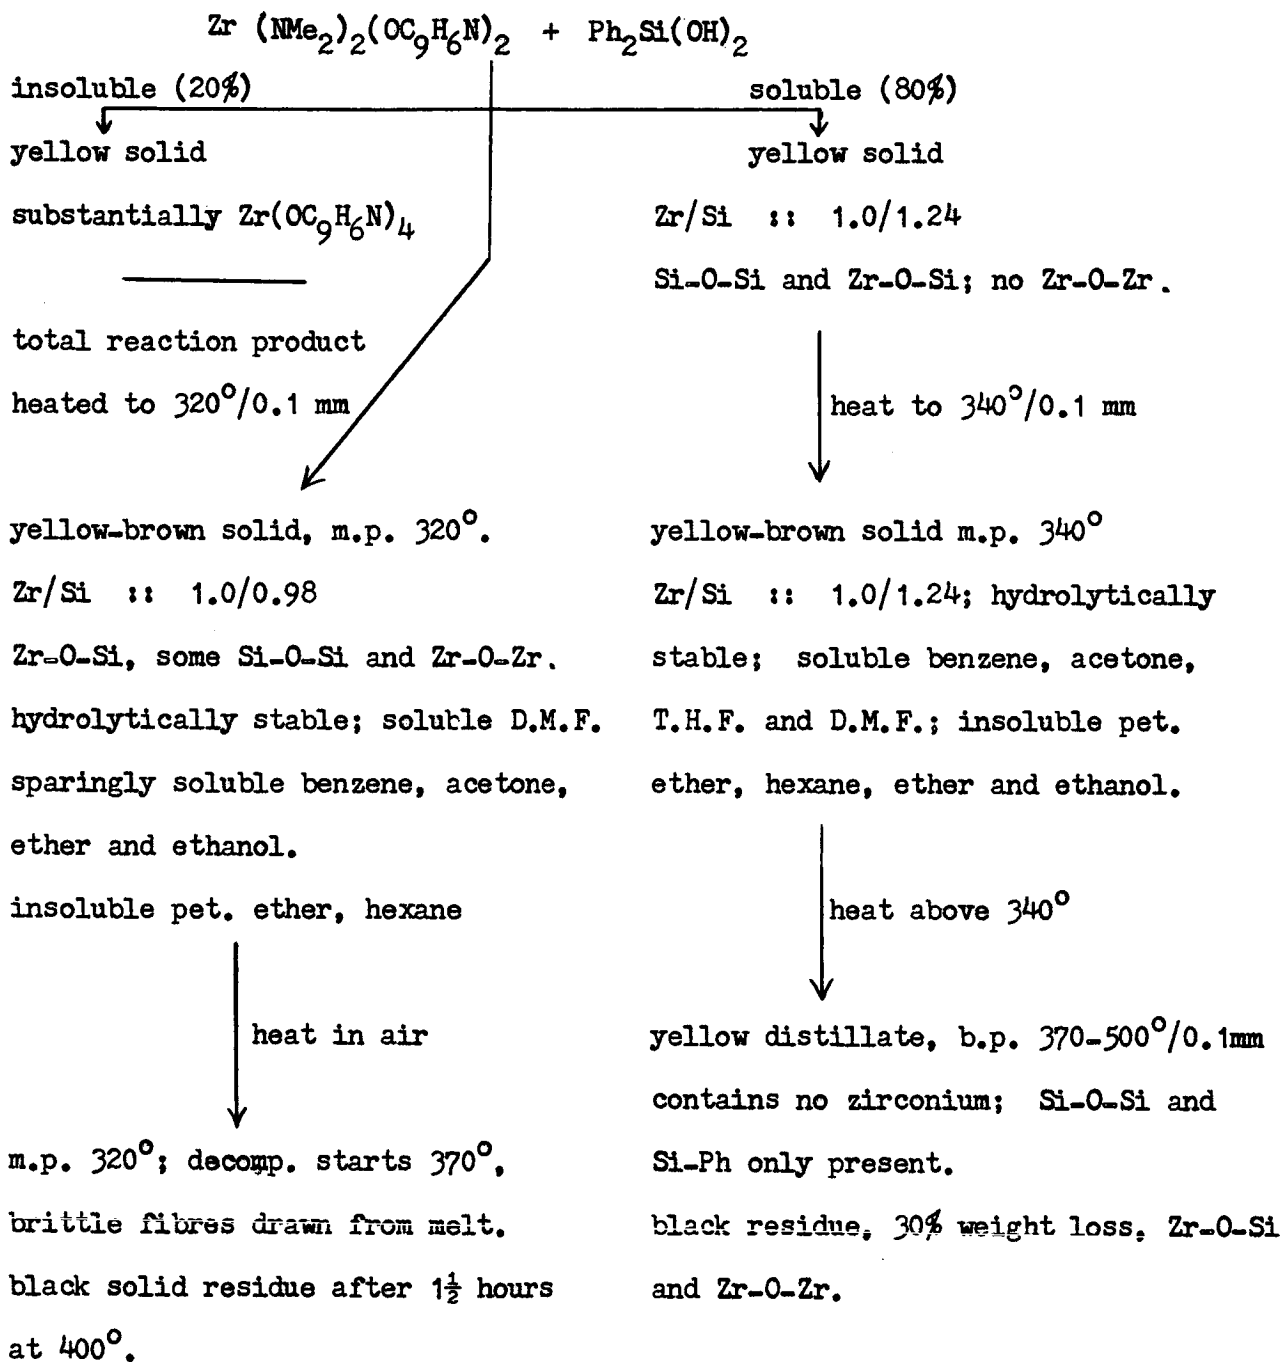 Zr (NMe₂)₂(OC₉H₆N)₂ + Ph₂Si(OH)₂
insoluble (20%)
soluble (80%)
yellow solid
substantially Zr(OC₉H₆N)₄
yellow solid
Zr/Si :: 1.0/1.24
Si-O-Si and Zr-O-Si; no Zr-O-Zr.
total reaction product
heated to 320°/0.1 mm
heat to 340°/0.1 mm
yellow-brown solid, m.p. 320°.
Zr/Si :: 1.0/0.98
Zr-O-Si, some Si-O-Si and Zr-O-Zr.
hydrolytically stable; soluble D.M.F.
sparingly soluble benzene, acetone,
ether and ethanol.
insoluble pet. ether, hexane
yellow-brown solid m.p. 340°
Zr/Si :: 1.0/1.24; hydrolytically
stable; soluble benzene, acetone,
T.H.F. and D.M.F.; insoluble pet.
ether, hexane, ether and ethanol.
heat in air
heat above 340°
m.p. 320°; decomp. starts 370°,
brittle fibres drawn from melt.
black solid residue after 1½ hours
at 400°.
yellow distillate, b.p. 370-500°/0.1mm
contains no zirconium; Si-O-Si and
Si-Ph only present.
black residue, 30% weight loss. Zr-O-Si
and Zr-O-Zr.